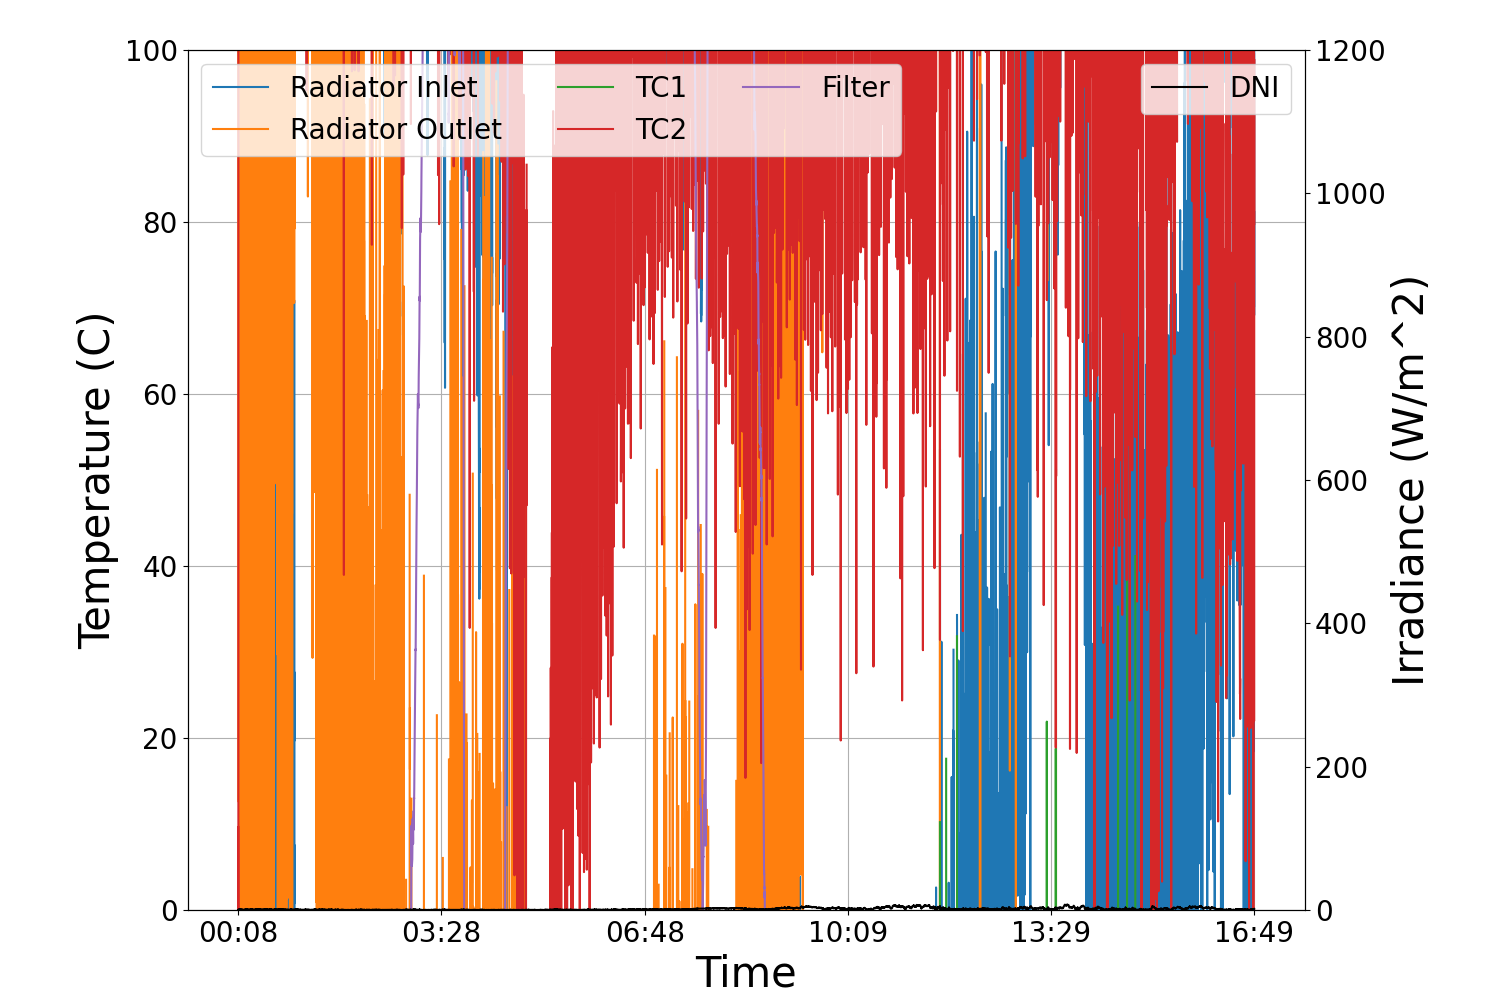 100
80
60
40
20
0
Temperature (C)
Radiator Inlet
Radiator Outlet
TC1
TC2
Filter
DNI
1200
1000
800
600
400
200
0
Irradiance (W/m^2)
00:08 03:28 06:48 10:09 13:29 16:49
Time